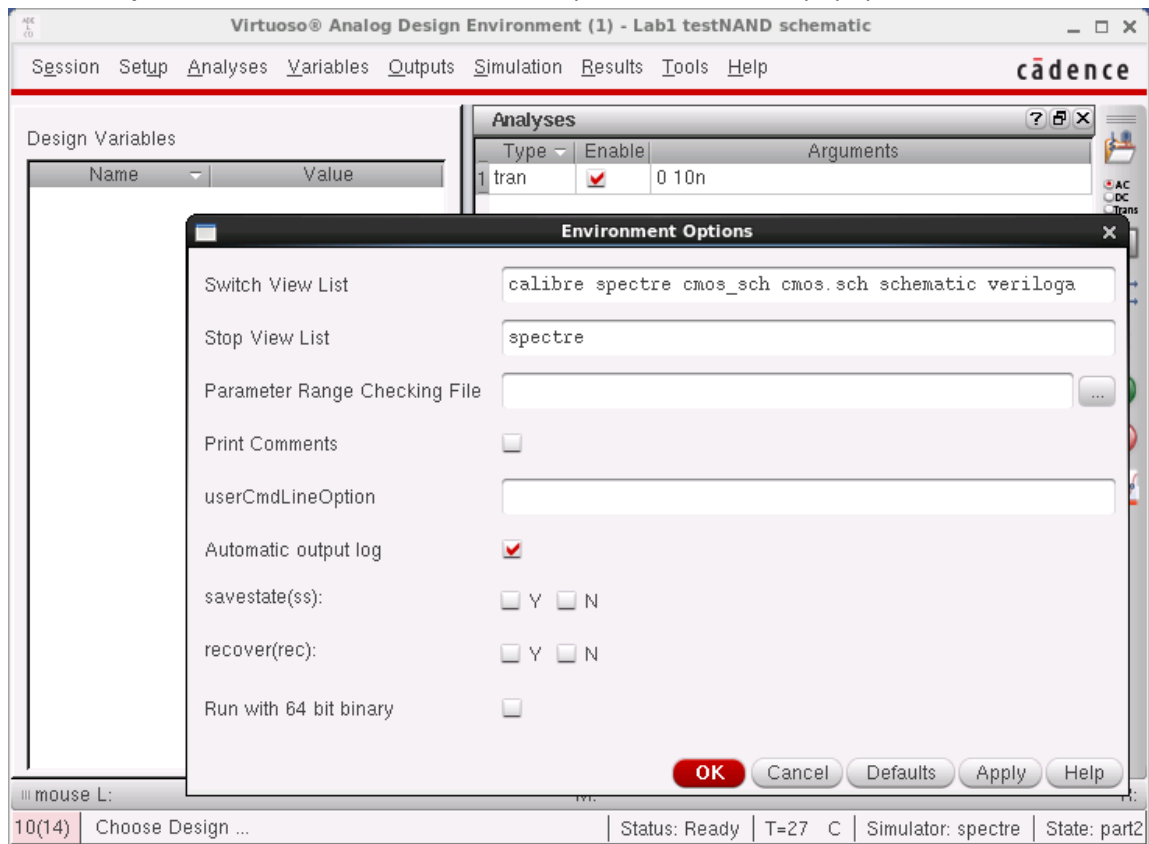 Virtuoso® Analog Design Environment (1) - Lab1 testNAND schematic
Session Setup Analyses Variables Outputs Simulation Results Tools Help cādence
Design Variables
Name Value
Analyses
Type Enable Arguments
1 tran 0 10n
AC
DC
Trans
Environment Options
Switch View List calibre spectre cmos_sch cmos.sch schematic veriloga
Stop View List spectre
Parameter Range Checking File ...
Print Comments
userCmdLineOption
Automatic output log
savestate(ss): Y N
recover(rec): Y N
Run with 64 bit binary
OK Cancel Defaults Apply Help
mouse L: M: R:
10(14) Choose Design ... Status: Ready T=27 C Simulator: spectre State: part2